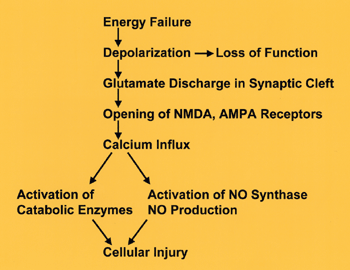 Energy Failure
Depolarization → Loss of Function
Glutamate Discharge in Synaptic Cleft
Opening of NMDA, AMPA Receptors
Calcium Influx
Activation of
Catabolic Enzymes
Activation of NO Synthase
NO Production
Cellular Injury